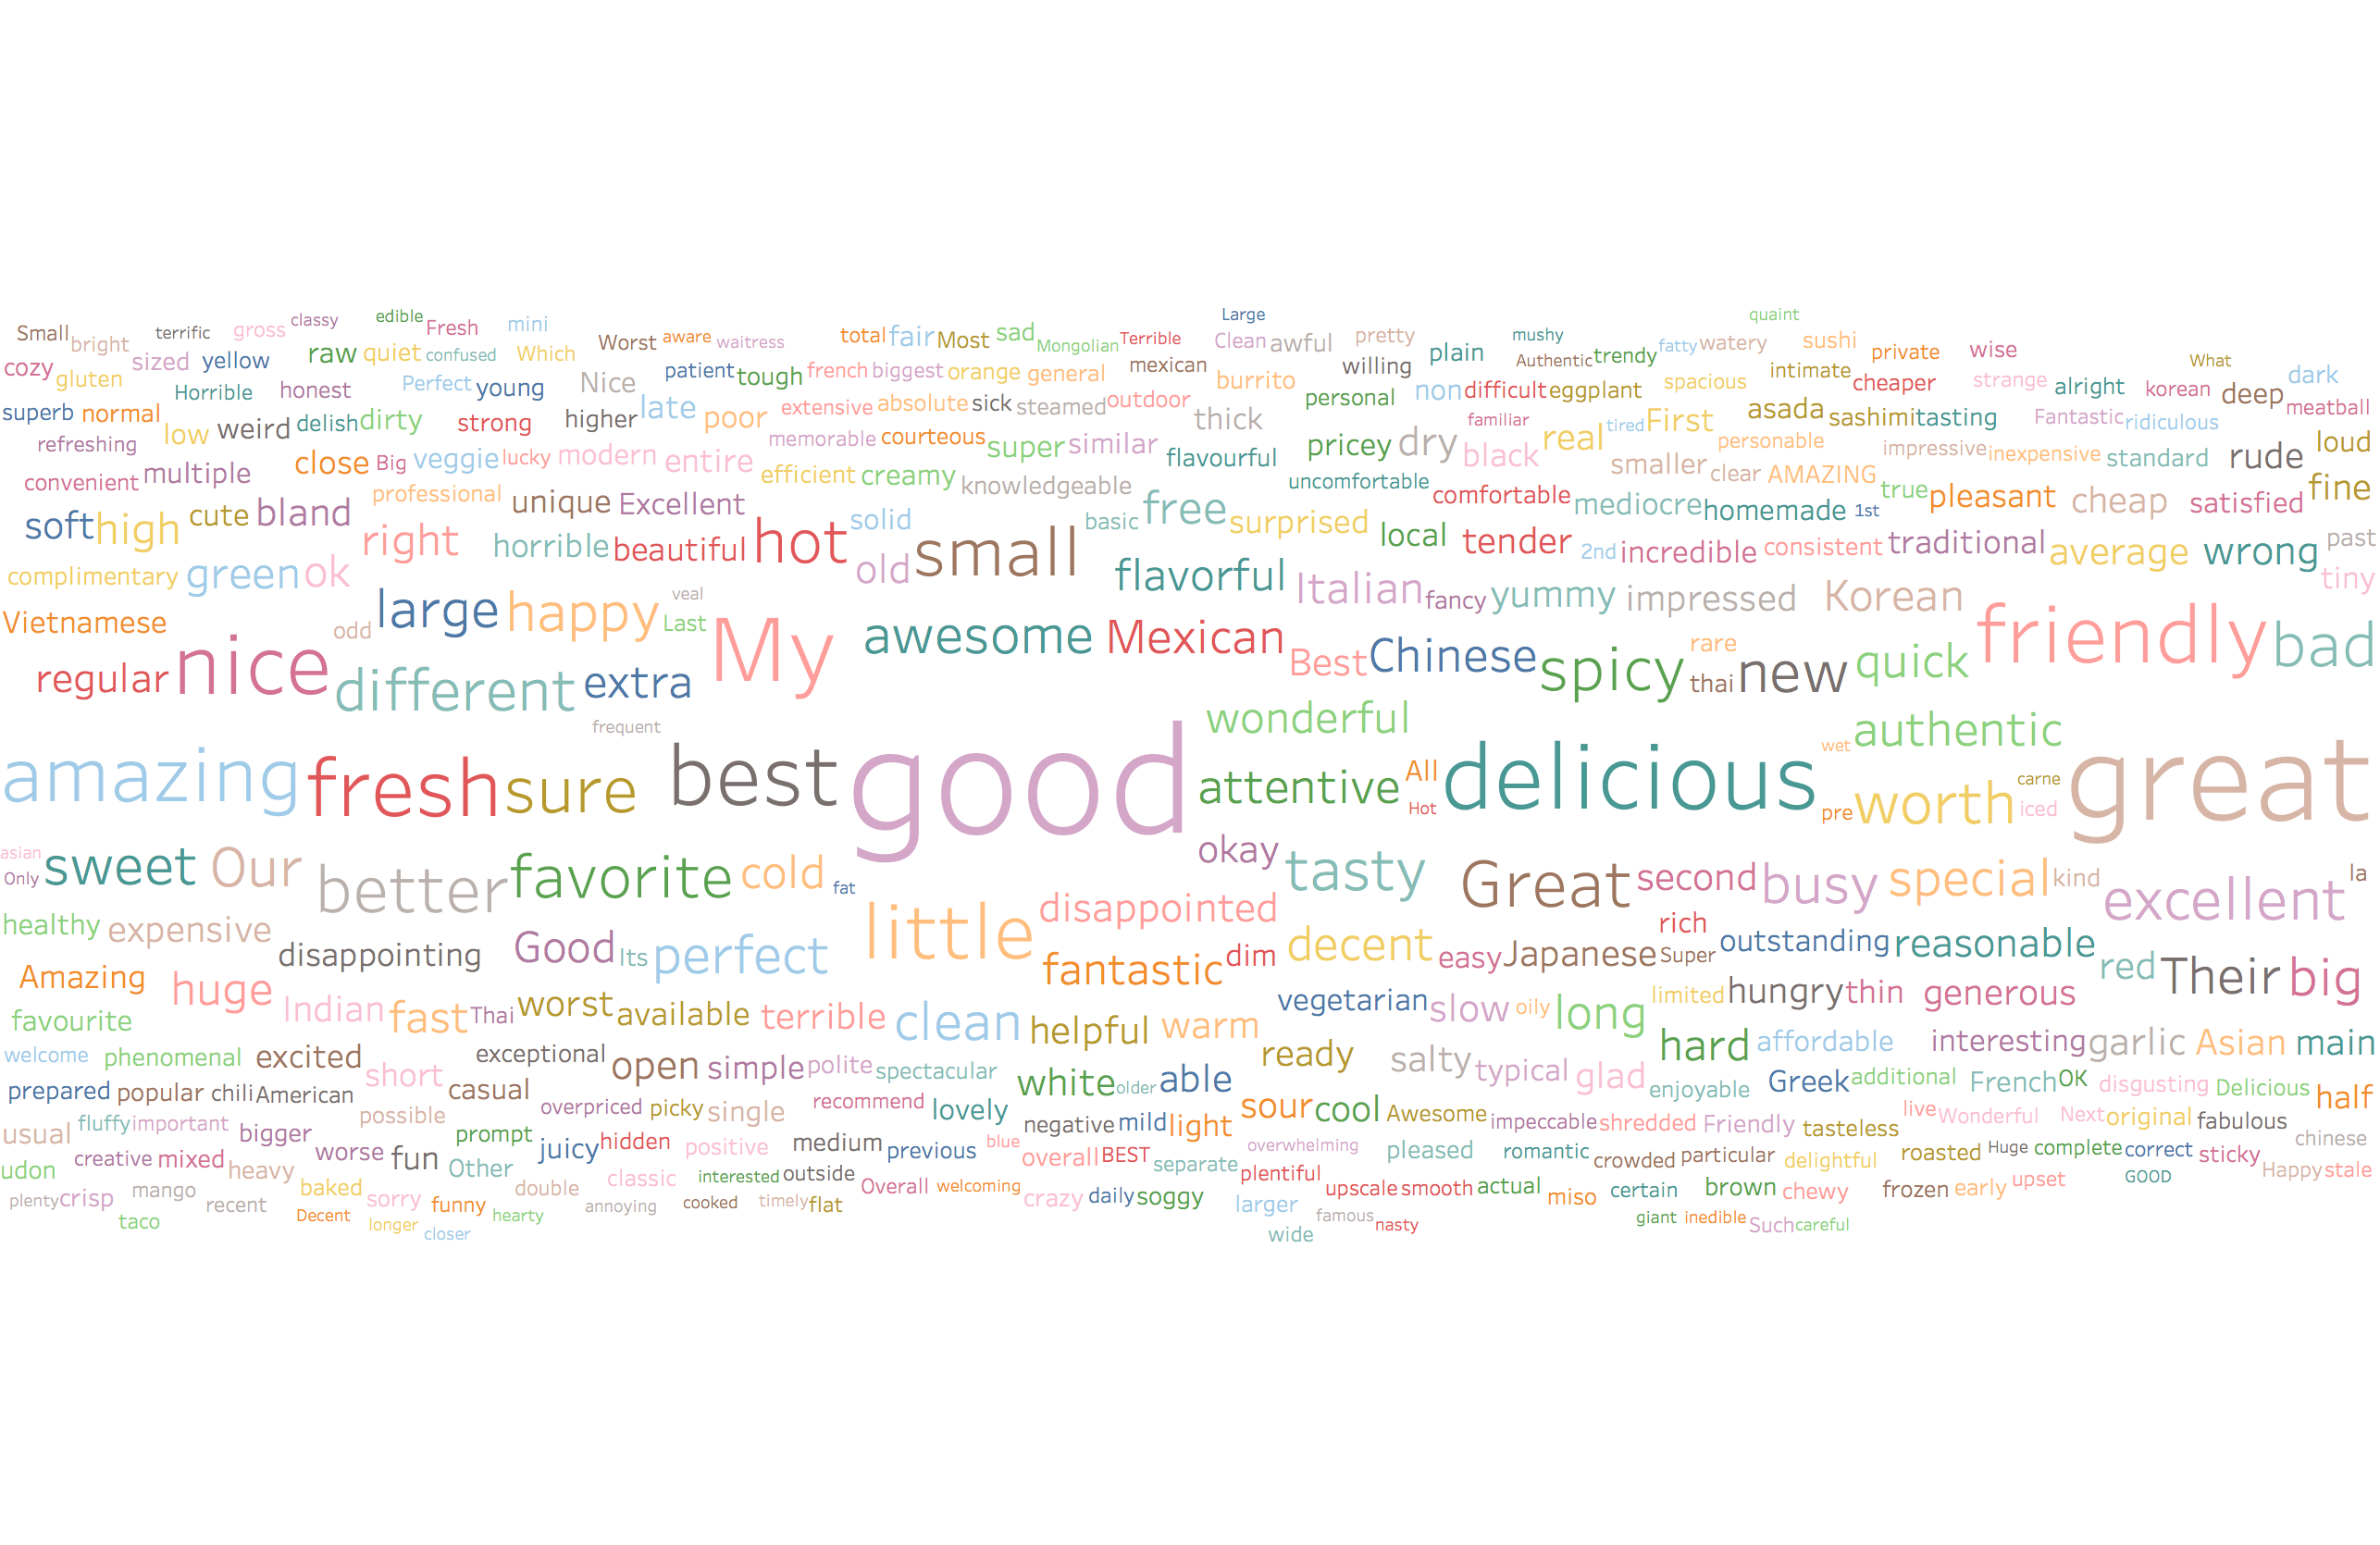 Large quaint
Small bright terrific gross classy edible Fresh mini Worst aware waitress total fair Most sad Mongolian Terrible Clean awful pretty mushy fatty watery sushi private wise
cozy gluten sized yellow raw quiet confused Which plain Authentic trendy intimate What
Horrible honest Perfect young Nice patient tough french biggest orange general mexican burrito willing non difficult eggplant spacious cheaper strange alright korean deep dark
superb normal low weird delish dirty strong higher late poor extensive absolute sick steamed outdoor thick personal familiar real tired First asada sashimi tasting Fantastic ridiculous meatball
refreshing close Big veggie lucky modern entire memorable courteous super similar flavourful pricey dry black smaller personable impressive inexpensive standard rude loud
convenient multiple professional unique Excellent efficient creamy knowledgeable free uncomfortable comfortable mediocre clear AMAZING true pleasant cheap satisfied fine
soft high cute bland right horrible beautiful hot solid small basic surprised local tender homemade 1st 2nd incredible consistent traditional average wrong past
complimentary green ok old flavorful Italian fancy yummy impressed Korean tiny
Vietnamese odd large happy veal Last My awesome Mexican Best Chinese spicy rare thai new quick friendly bad
regular nice different extra frequent wonderful authentic
amazing fresh sure best good attentive All Hot delicious wet pre worth carne iced great
asian Only sweet Our better favorite cold fat okay tasty Great second busy special kind excellent la
healthy expensive disappointing Good Its perfect little disappointed fantastic dim decent easy Japanese rich Super outstanding reasonable red Their big
Amazing huge Indian fast Thai worst available terrible clean helpful warm vegetarian slow oily long limited hungry thin generous
favourite
welcome phenomenal excited exceptional open simple polite spectacular ready salty typical glad hard affordable interesting garlic Asian main
prepared popular chili American short casual white older able enjoyable Greek additional French OK disgusting Delicious half
usual fluffy important bigger possible overpriced picky single recommend lovely negative mild light sour cool Awesome impeccable shredded Friendly tasteless live Wonderful Next original fabulous chinese
udon creative mixed heavy worse fun Other prompt juicy hidden positive medium previous blue overall BEST separate overwhelming plentiful pleased romantic crowded particular delightful roasted Huge complete correct sticky Happy stale
plenty crisp mango recent baked sorry funny double classic interested outside Overall welcoming crazy daily soggy larger upscale smooth actual miso certain brown chewy frozen early upset GOOD
taco Decent longer closer hearty annoying cooked timely flat wide famous nasty giant inedible Such careful